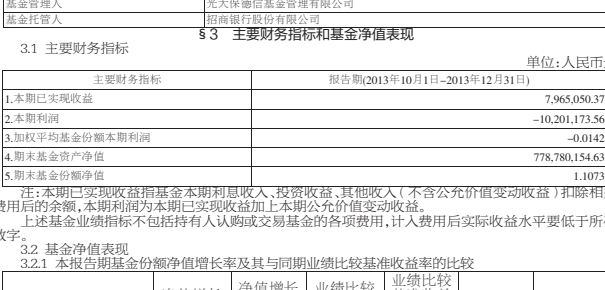 基金管理人 光大保德信基金管理有限公司
基金托管人 招商银行股份有限公司
§3 主要财务指标和基金净值表现
3.1 主要财务指标
单位:人民币
主要财务指标 报告期(2013年10月1日-2013年12月31日)
1.本期已实现收益 7,965,050.37
2.本期利润 -10,201,173.56
3.加权平均基金份额本期利润 -0.0142
4.期末基金资产净值 778,780,154.63
5.期末基金份额净值 1.1073
注:本期已实现收益指基金本期利息收入、投资收益、其他收入(不含公允价值变动收益)扣除相
费用后的余额,本期利润为本期已实现收益加上本期公允价值变动收益。
上述基金业绩指标不包括持有人认购或交易基金的各项费用,计入费用后实际收益水平要低于所
数字。
3.2 基金净值表现
3.2.1 本报告期基金份额净值增长率及其与同期业绩比较基准收益率的比较
净值增长 业绩比较 业绩比较